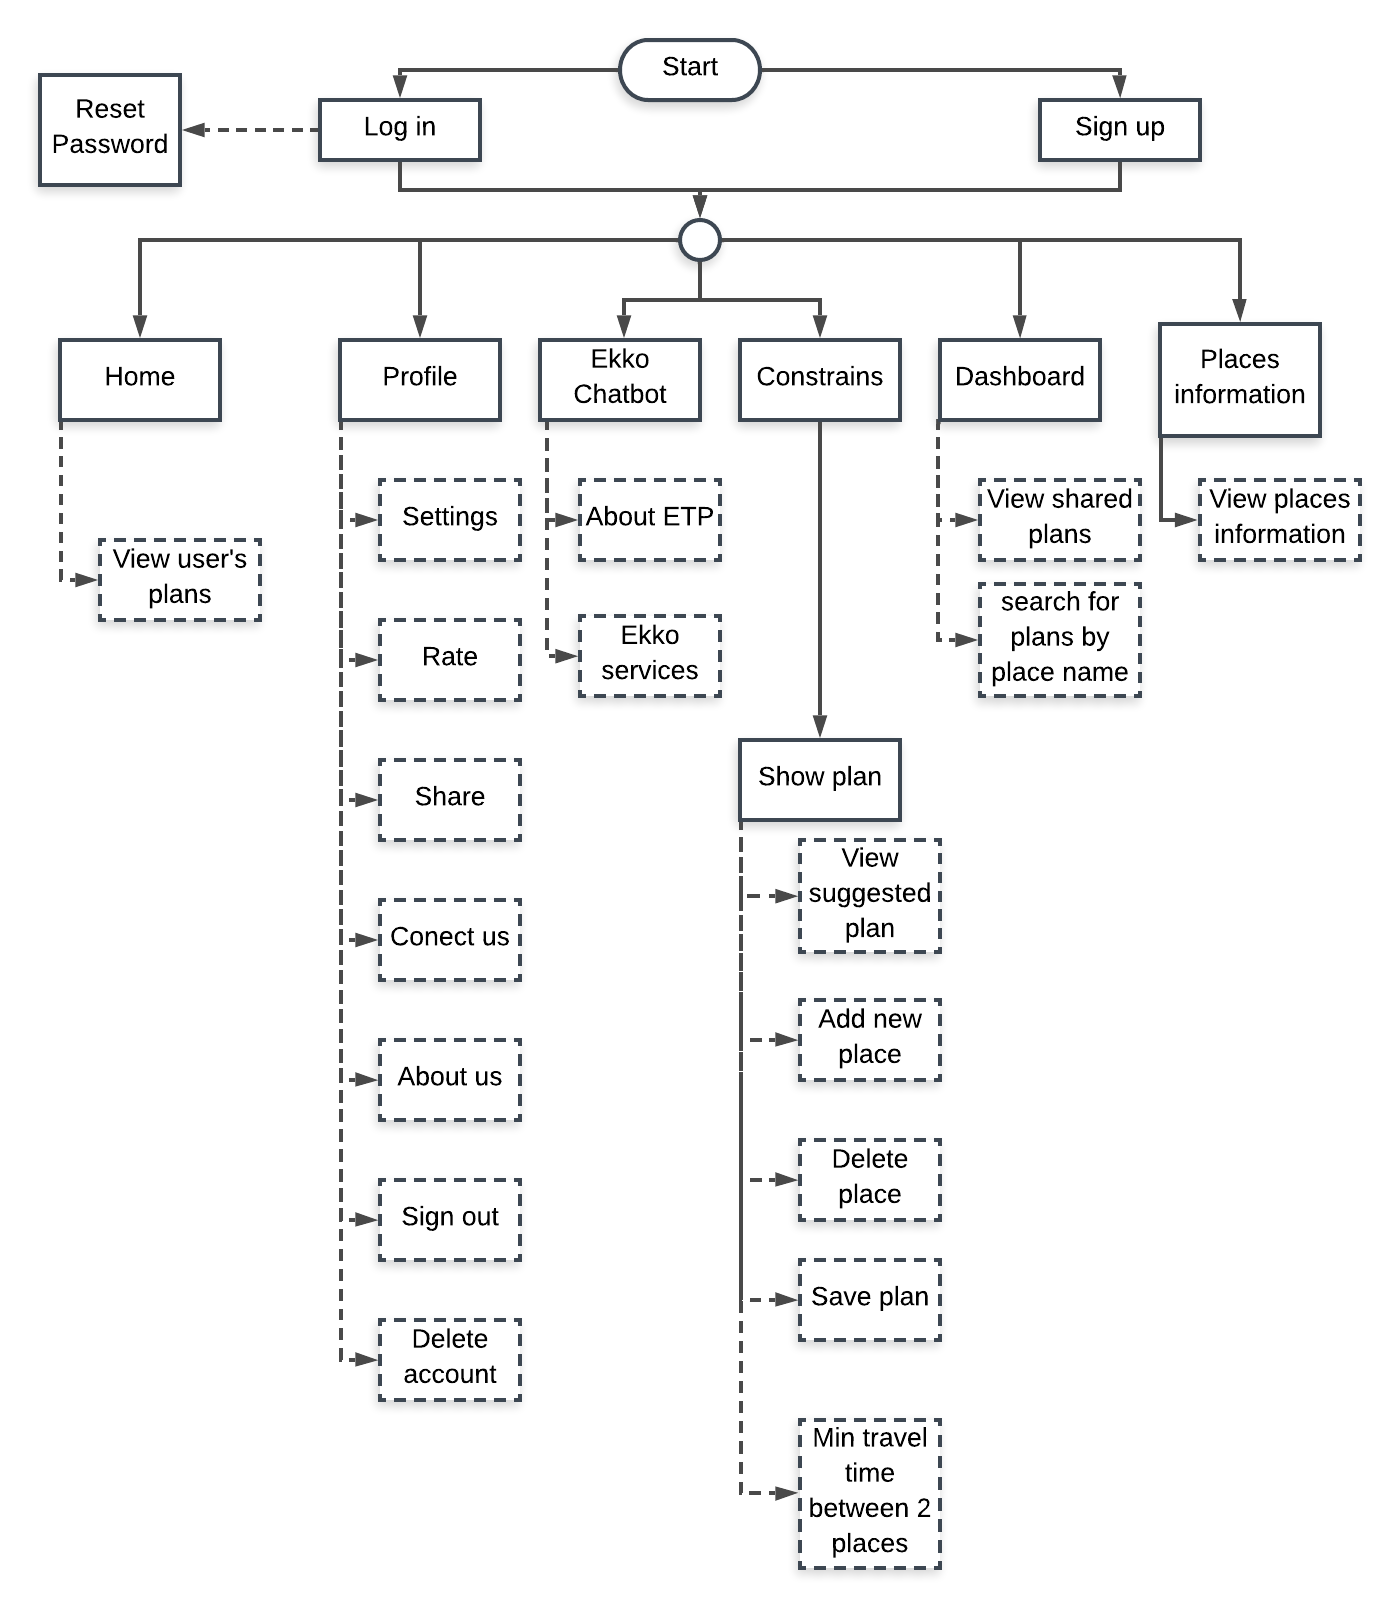 Start
Reset
Password
Log in
Sign up
Home
Profile
Ekko
Chatbot
Constrains
Dashboard
Places
information
View user's
plans
Settings
Rate
Share
Conect us
About us
Sign out
Delete
account
About ETP
Ekko
services
Show plan
View
suggested
plan
Add new
place
Delete
place
Save plan
Min travel
time
between 2
places
View shared
plans
search for
plans by
place name
View places
information